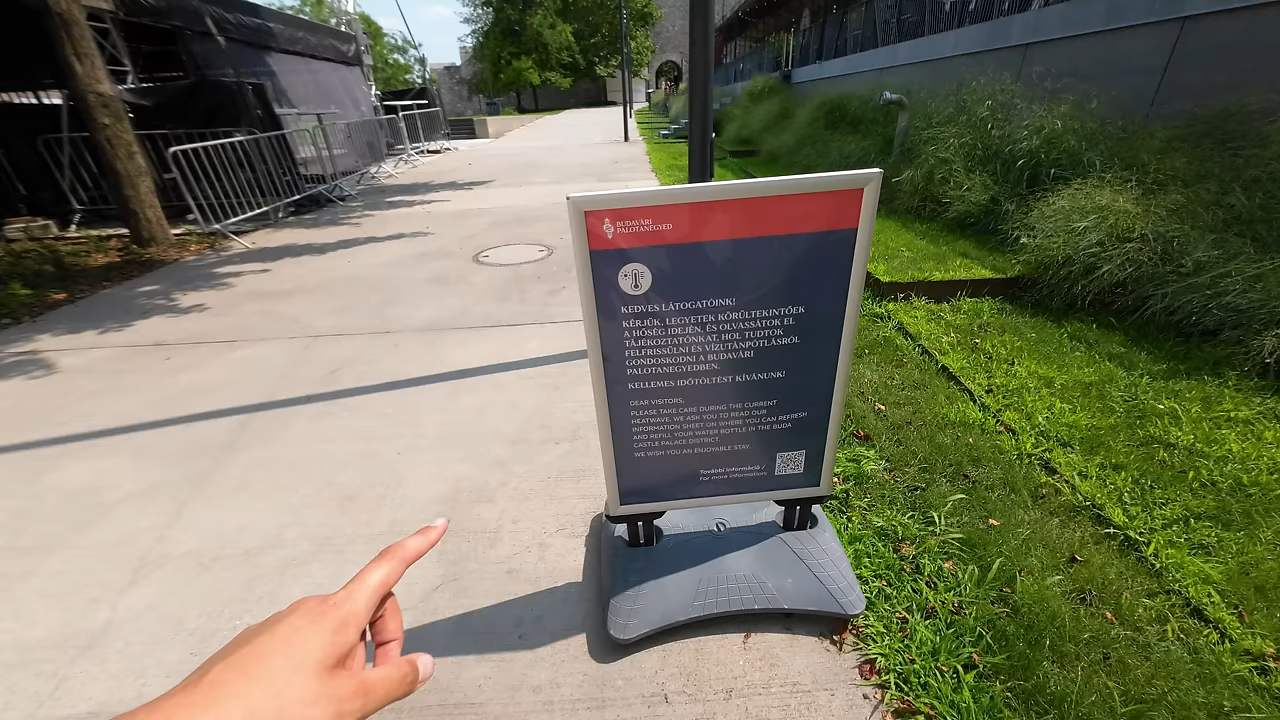 BUDAVÁRI
PALOTANEGYED
KEDVES LÁTOGATÓINK!
KÉRJÜK, LEGYETEK KÖRÜLTEKINTŐEK
A HŐSÉG IDEJÉN, ÉS OLVASSÁTOK EL
TÁJÉKOZTATÓNKAT, HOL TUDTOK
FELFRISSÜLNI ÉS VÍZUTÁNPÓTLÁSRÓL
GONDOSKODNI A BUDAVÁRI
PALOTANEGYEDBEN.
KELLEMES IDŐTÖLTÉST KÍVÁNUNK!
DEAR VISITORS,
PLEASE TAKE CARE DURING THE CURRENT
HEATWAVE. WE ASK YOU TO READ OUR
INFORMATION SHEET ON WHERE YOU CAN REFRESH
AND REFILL YOUR WATER BOTTLE IN THE BUDA
CASTLE PALACE DISTRICT.
WE WISH YOU AN ENJOYABLE STAY.
További információ /
For more information: